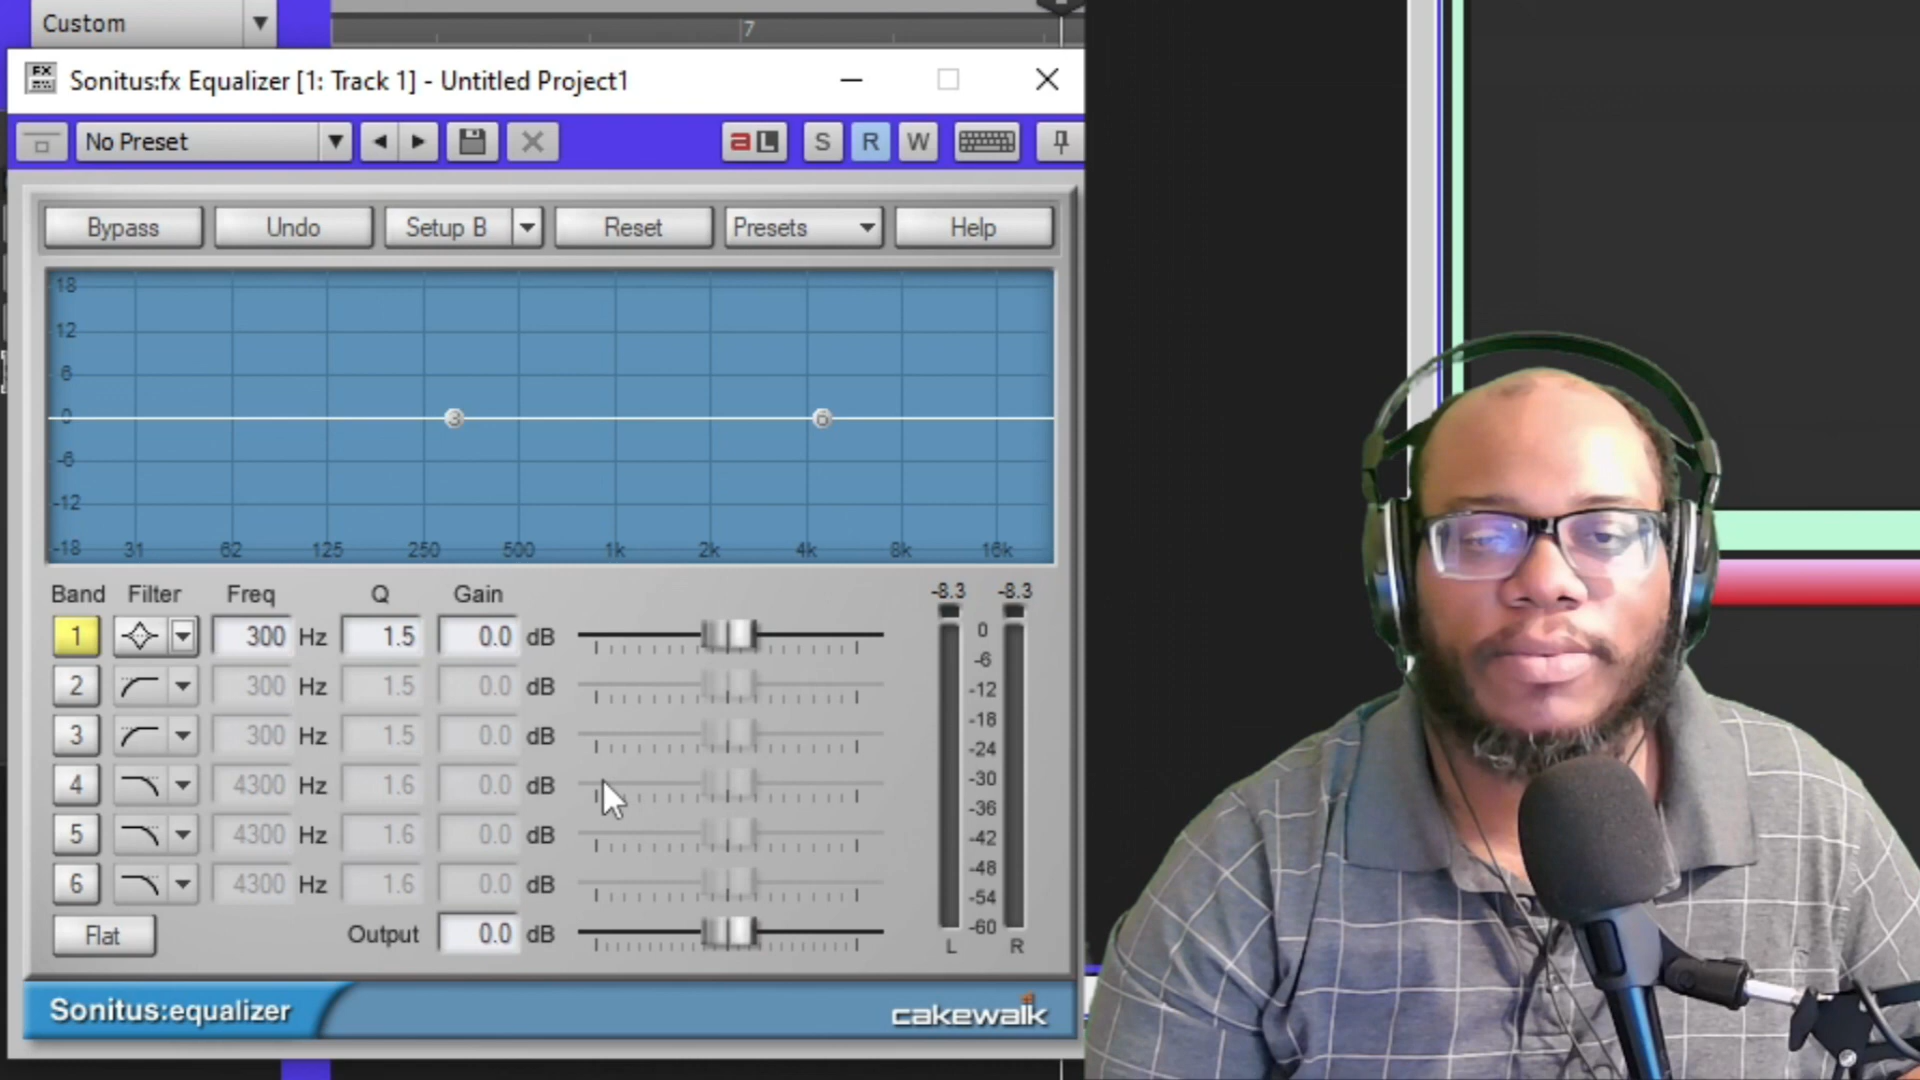 Custom
7
FX
Sonitus:fx Equalizer [1: Track 1] - Untitled Project1
No Preset
aL S R W
Bypass Undo Setup B Reset Presets Help
18
12
6
0
-6
-12
-18 31 62 125 250 500 1k 2k 4k 8k 16k
3 6
Band Filter Freq Q Gain -8.3 -8.3
1 300 Hz 1.5 0.0 dB
2 300 Hz 1.5 0.0 dB
3 300 Hz 1.5 0.0 dB
4 4300 Hz 1.6 0.0 dB
5 4300 Hz 1.6 0.0 dB
6 4300 Hz 1.6 0.0 dB
Flat Output 0.0 dB
0
-6
-12
-18
-24
-30
-36
-42
-48
-54
-60
L R
Sonitus:equalizer cakewalk